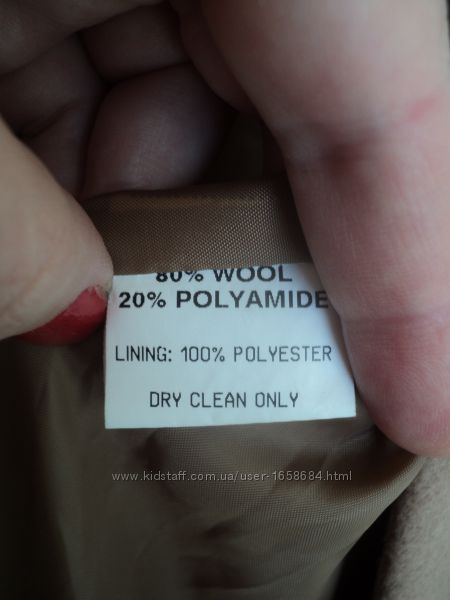 80% WOOL
20% POLYAMIDE
LINING: 100% POLYESTER
DRY CLEAN ONLY
www.kidstaff.com.ua/user-1658684.html